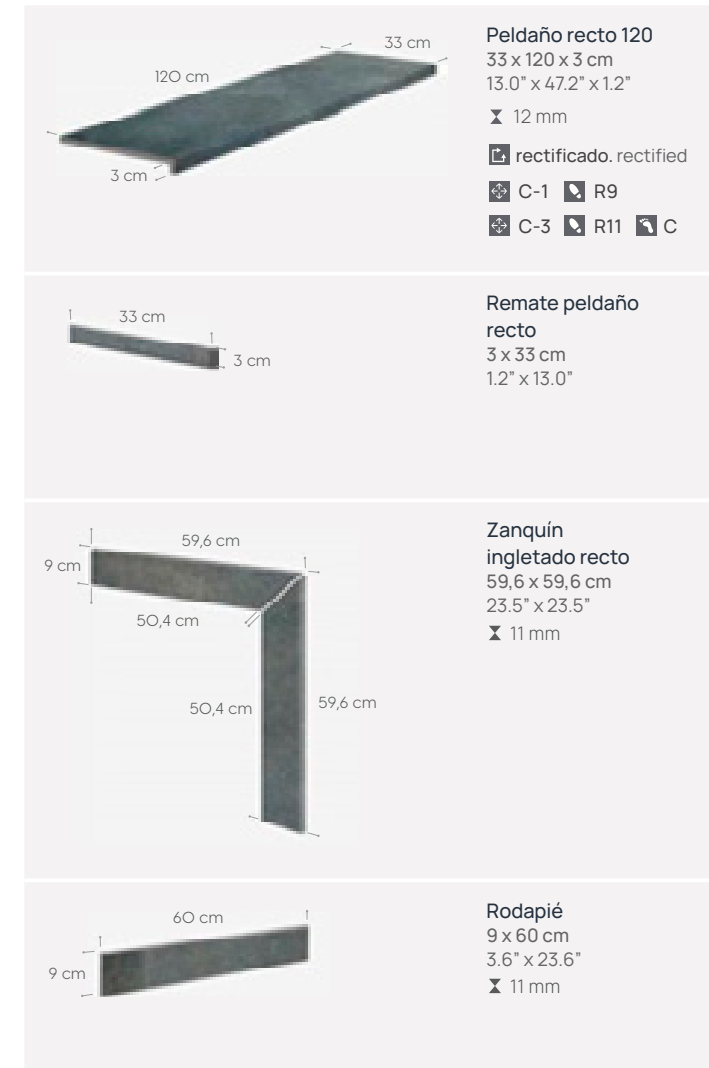 33 cm
120 cm
3 cm
Peldaño recto 120
33 x 120 x 3 cm
13.0” x 47.2” x 1.2”
12 mm
rectificado. rectified
C-1 R9
C-3 R11 C
33 cm
3 cm
Remate peldaño
recto
3 x 33 cm
1.2” x 13.0”
59,6 cm
9 cm
50,4 cm
50,4 cm
59,6 cm
Zanquín
ingletado recto
59,6 x 59,6 cm
23.5” x 23.5”
11 mm
60 cm
9 cm
Rodapié
9 x 60 cm
3.6” x 23.6”
11 mm